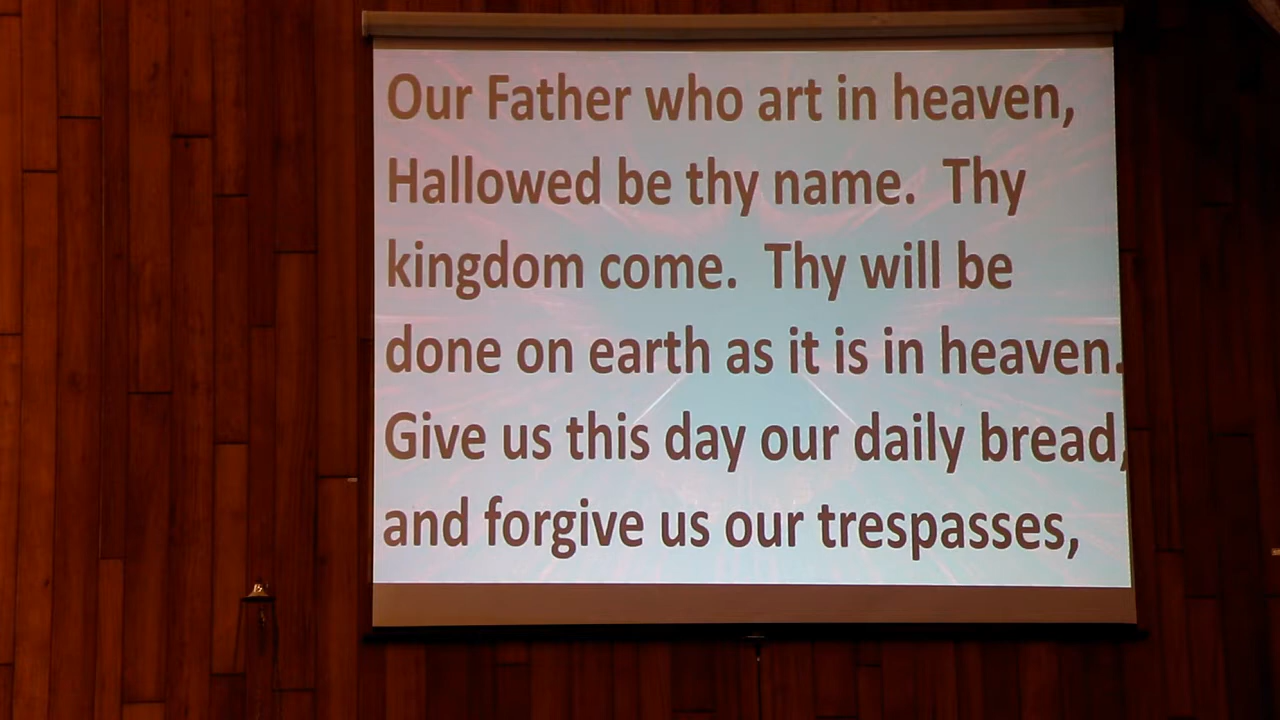 Our Father who art in heaven,
Hallowed be thy name.  Thy
kingdom come.  Thy will be
done on earth as it is in heaven.
Give us this day our daily bread,
and forgive us our trespasses,